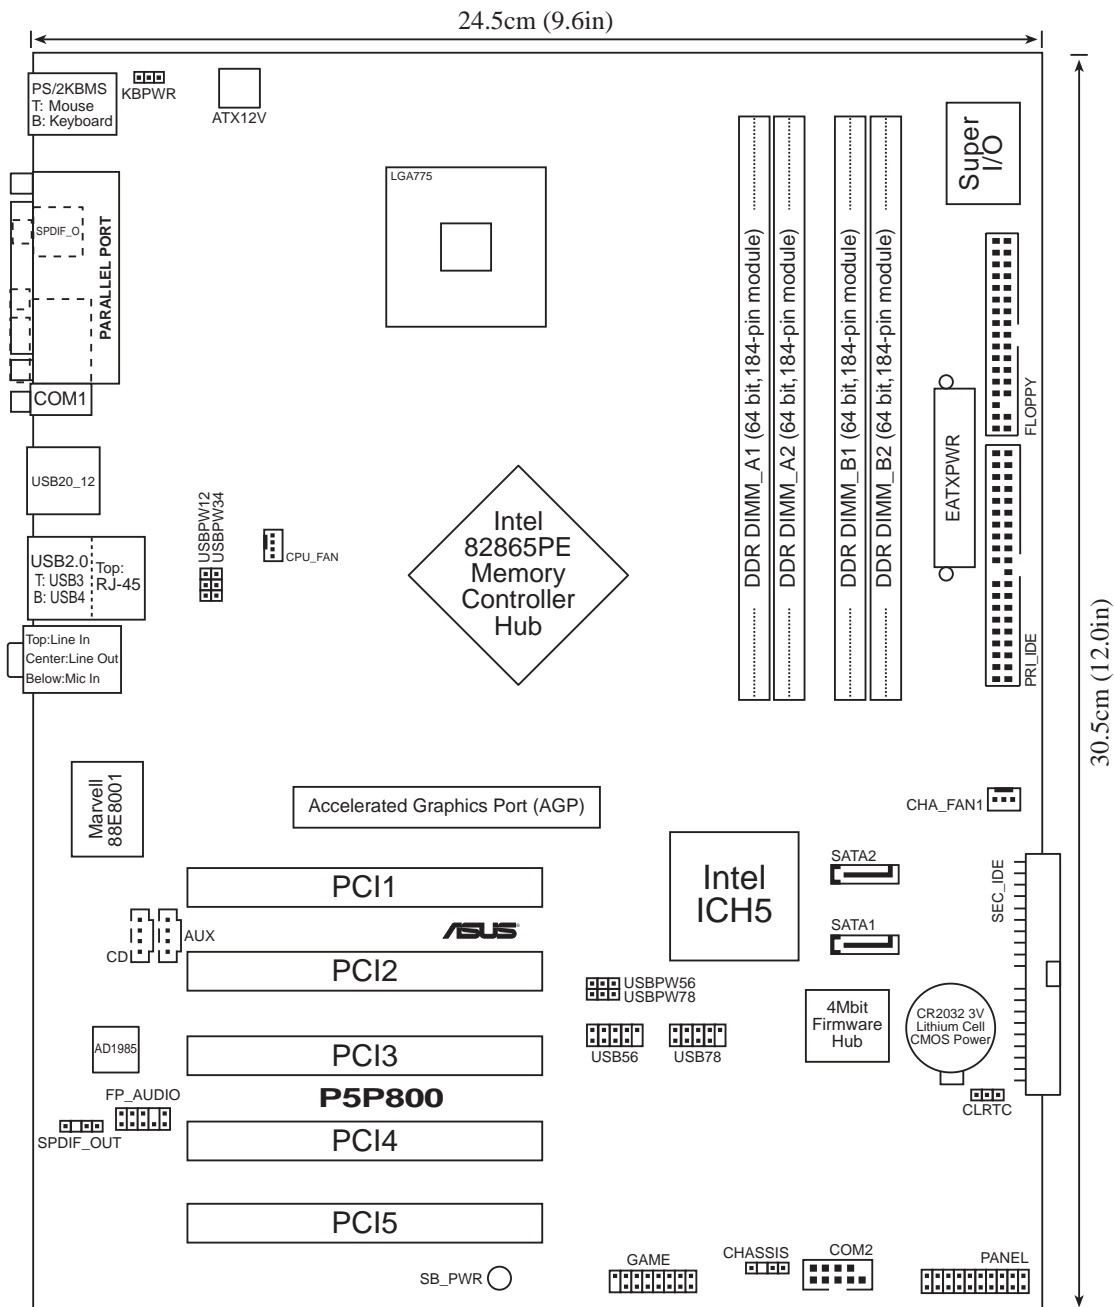 24.5cm (9.6in)
PS/2KBMS
T: Mouse
B: Keyboard
KBPWR
ATX12V
Super
I/O
LGA775
SPDIF_O
PARALLEL PORT
COM1
DDR DIMM_A1 (64 bit,184-pin module)
DDR DIMM_A2 (64 bit,184-pin module)
DDR DIMM_B1 (64 bit,184-pin module)
DDR DIMM_B2 (64 bit,184-pin module)
FLOPPY
EATXPWR
USB20_12
USBPW12
USBPW34
CPU_FAN
Intel
82865PE
Memory
Controller
Hub
USB2.0
T: USB3
B: USB4
Top:
RJ-45
Top:Line In
Center:Line Out
Below:Mic In
PRI_IDE
30.5cm (12.0in)
Marvell
88E8001
Accelerated Graphics Port (AGP)
CHA_FAN1
Intel
ICH5
SATA2
SATA1
SEC_IDE
PCI1
CD
AUX
ASUS
PCI2
USBPW56
USBPW78
USB56
USB78
4Mbit
Firmware
Hub
CR2032 3V
Lithium Cell
CMOS Power
CLRTC
AD1985
PCI3
FP_AUDIO
P5P800
SPDIF_OUT
PCI4
PCI5
SB_PWR
GAME
CHASSIS
COM2
PANEL